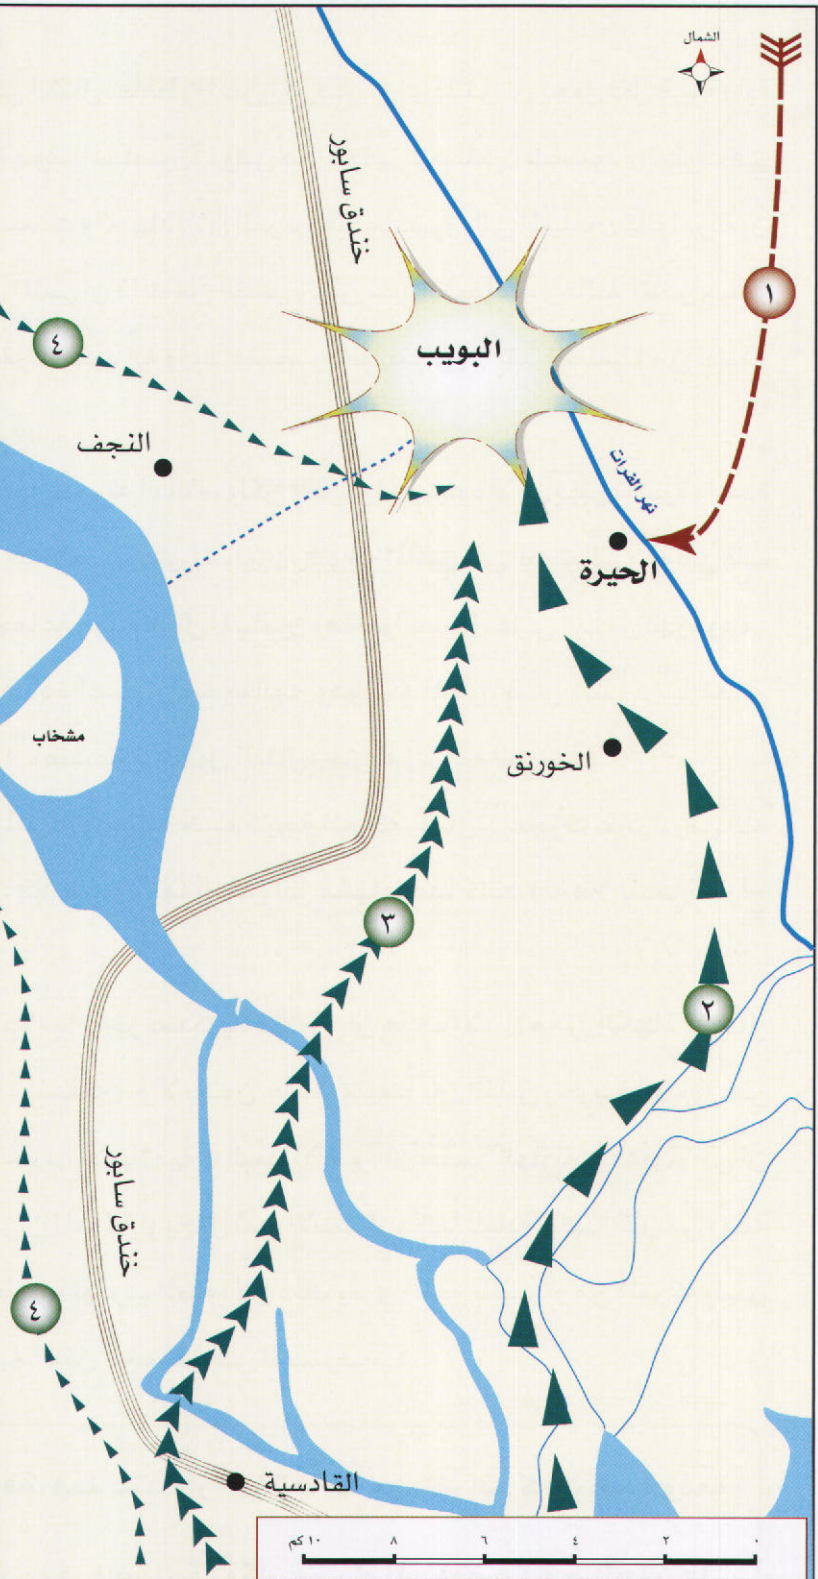 الشمال
خندق سابور
١
البويب
٤
النجف
نهر الفرات
الحيرة
مشخاب
الخورنق
٣
٢
خندق سابور
٤
القادسية
٠ ٢ ٤ ٦ ٨ ١٠ كم